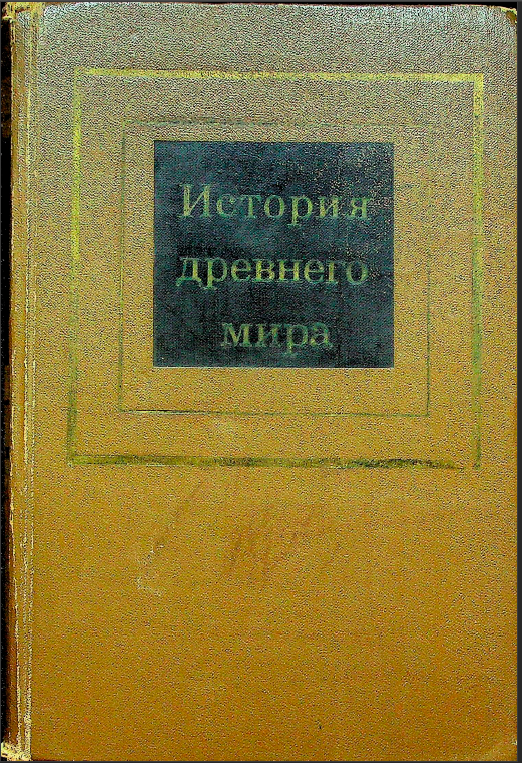 История
древнего
мира